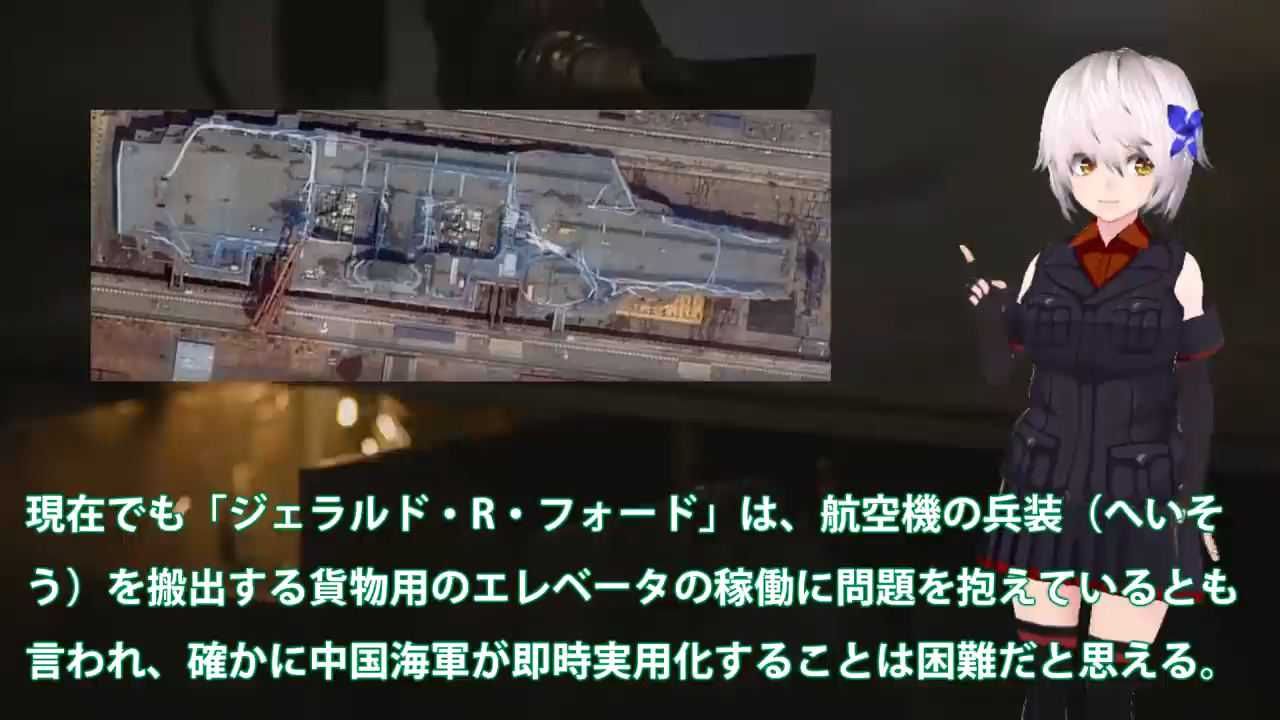 現在でも「ジェラルド・R・フォード」は、航空機の兵装（へいそ
う）を搬出する貨物用のエレベータの稼働に問題を抱えているとも
言われ、確かに中国海軍が即時実用化することは困難だと思える。